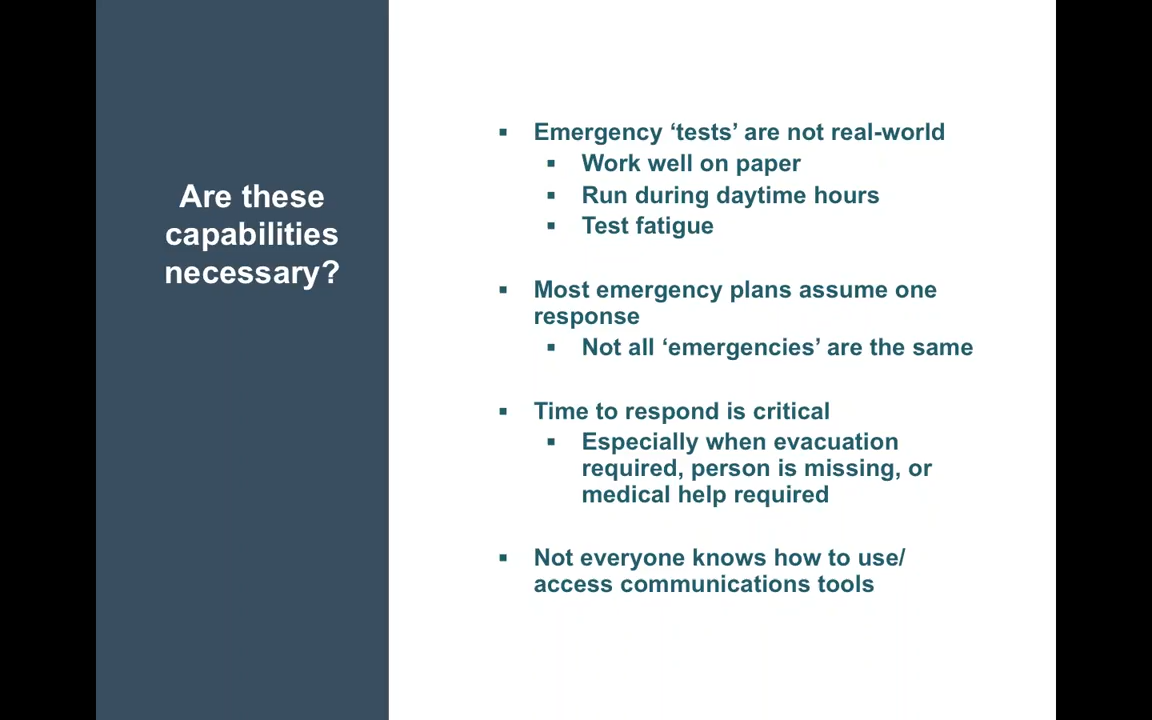 Are these
capabilities
necessary?
▪ Emergency ‘tests’ are not real-world
▪ Work well on paper
▪ Run during daytime hours
▪ Test fatigue
▪ Most emergency plans assume one
response
▪ Not all ‘emergencies’ are the same
▪ Time to respond is critical
▪ Especially when evacuation
required, person is missing, or
medical help required
▪ Not everyone knows how to use/
access communications tools